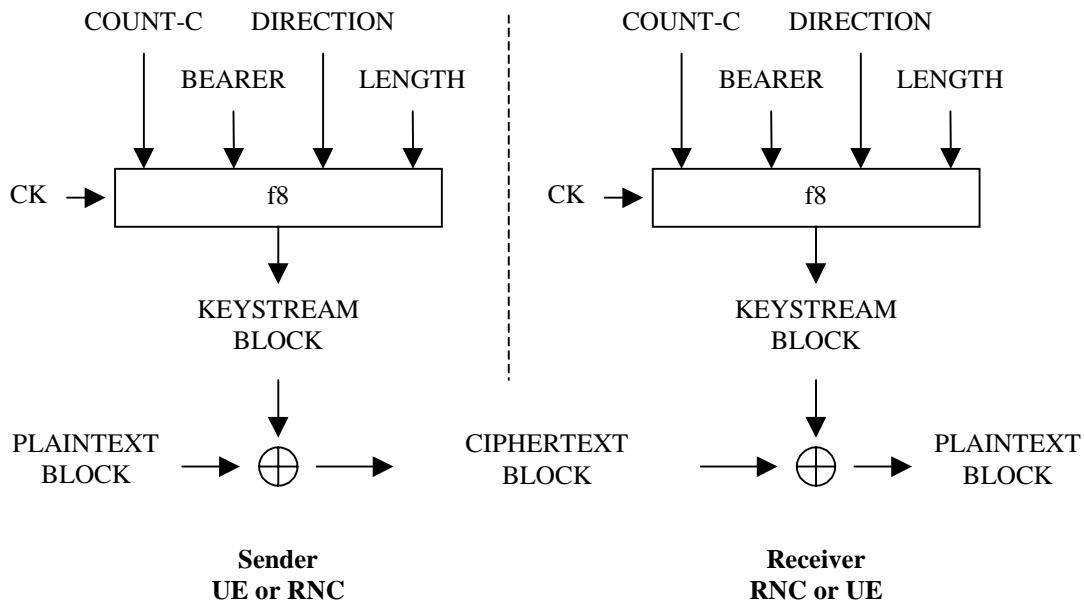 COUNT-C DIRECTION COUNT-C DIRECTION
BEARER LENGTH BEARER LENGTH
CK f8 CK f8
KEYSTREAM
BLOCK
KEYSTREAM
BLOCK
PLAINTEXT
BLOCK
CIPHERTEXT
BLOCK
PLAINTEXT
BLOCK
Sender
UE or RNC
Receiver
RNC or UE